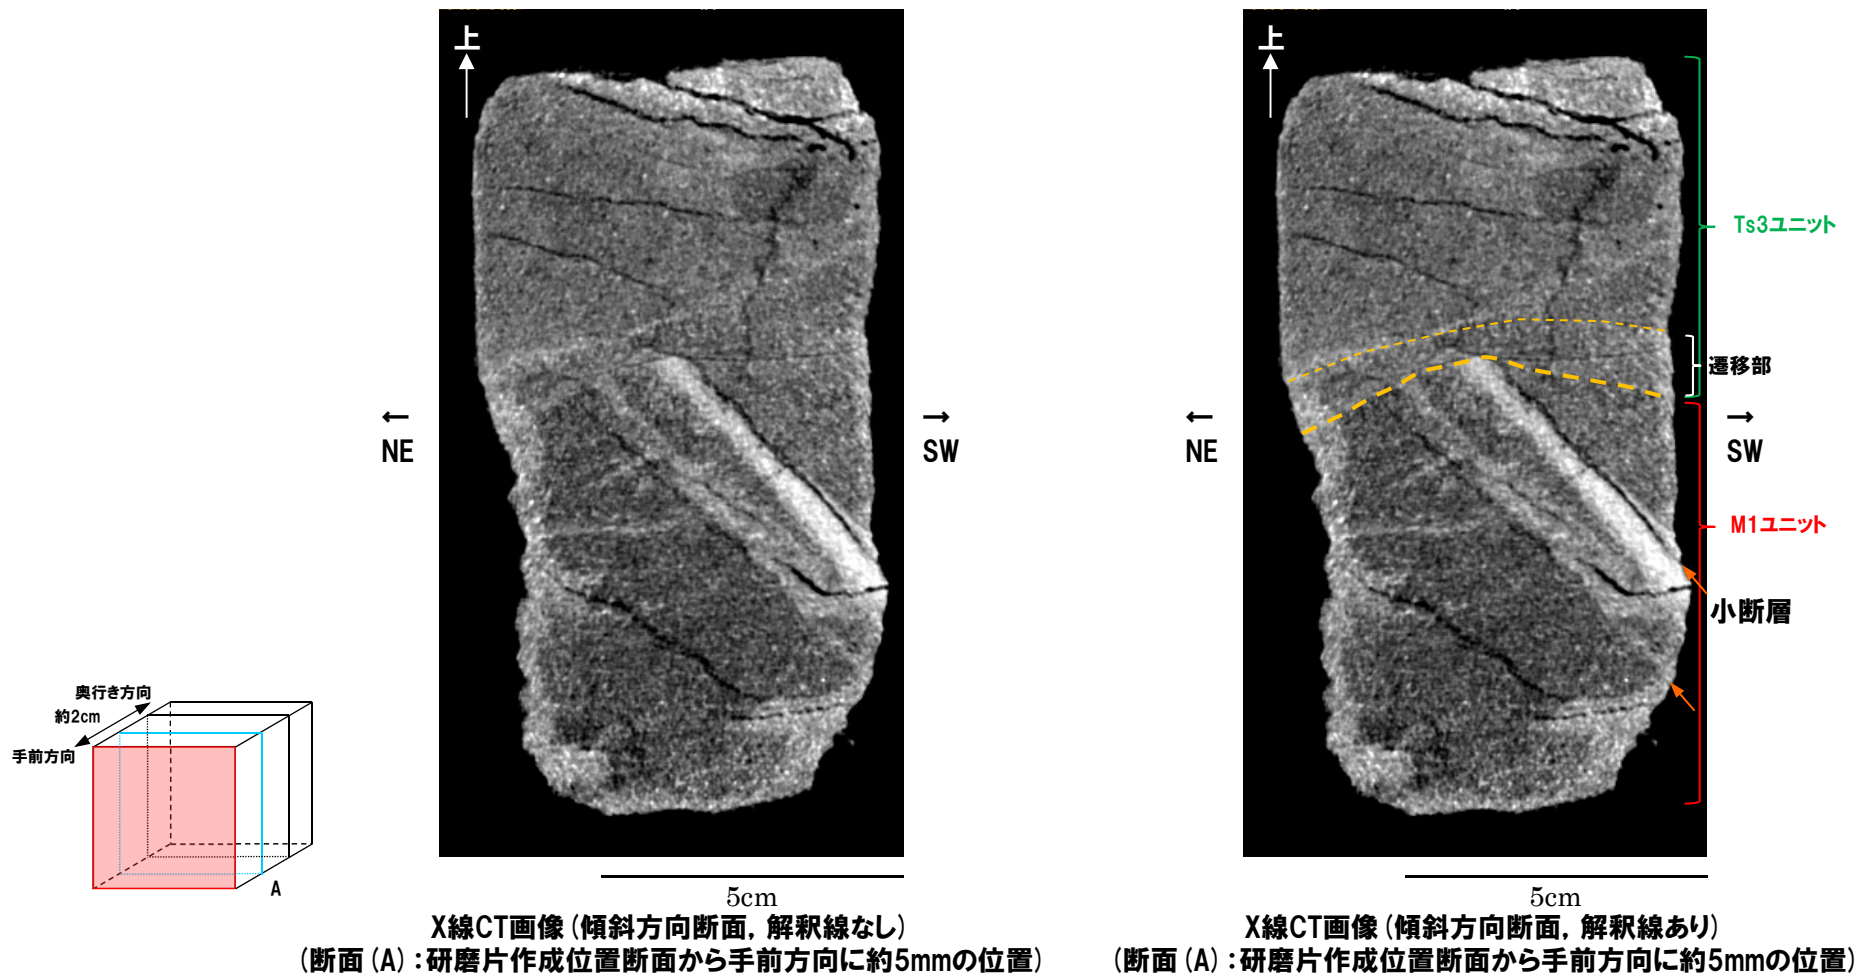 上
上
Ts3ユニット
遷移部
←
NE
→
SW
←
NE
→
SW
M1ユニット
小断層
奥行き方向
約2cm
手前方向
A
5cm
5cm
X線CT画像(傾斜方向断面，解釈線なし)
(断面(A)：研磨片作成位置断面から手前方向に約5mmの位置)
X線CT画像(傾斜方向断面，解釈線あり)
(断面(A)：研磨片作成位置断面から手前方向に約5mmの位置)